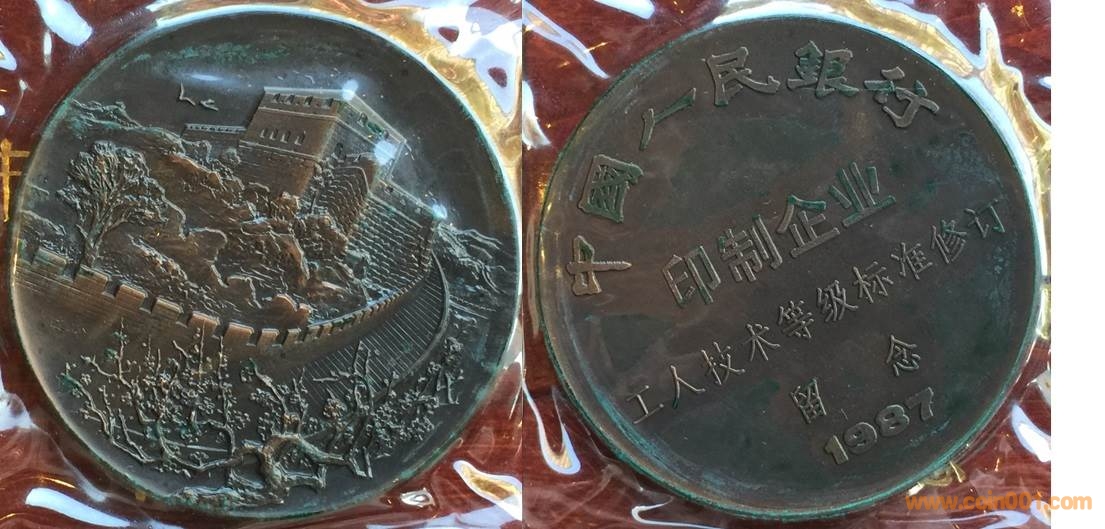 中国人民銀行
印制企业
工人技术等级标准修订
留念
1987
www.coin001.com